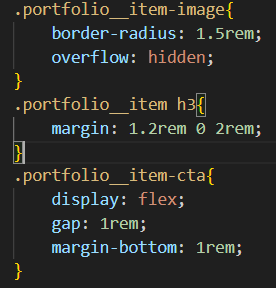 .portfolio__item-image{
    border-radius: 1.5rem;
    overflow: hidden;
}
.portfolio__item h3{
    margin: 1.2rem 0 2rem;
}
.portfolio__item-cta{
    display: flex;
    gap: 1rem;
    margin-bottom: 1rem;
}